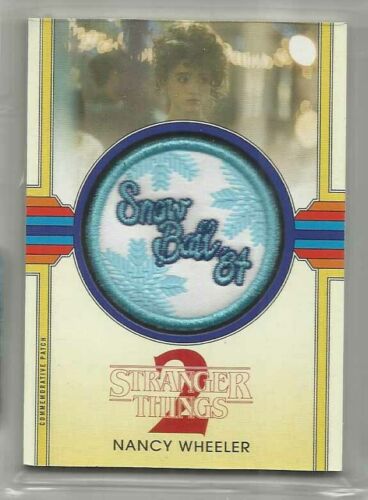 Snow
Ball 84
COMMEMORATIVE PATCH
2
STRANGER
THINGS
NANCY WHEELER